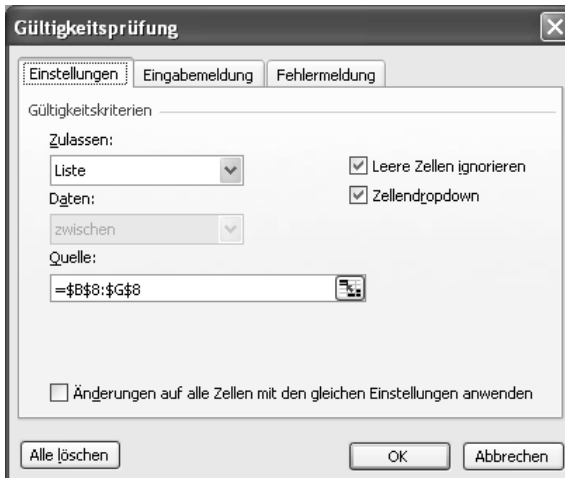 Gültigkeitsprüfung
Einstellungen Eingabemeldung Fehlermeldung
Gültigkeitskriterien
Zulassen:
Liste
Leere Zellen ignorieren
Daten:
Zellendropdown
zwischen
Quelle:
=$B$8:$G$8
Änderungen auf alle Zellen mit den gleichen Einstellungen anwenden
Alle löschen OK Abbrechen